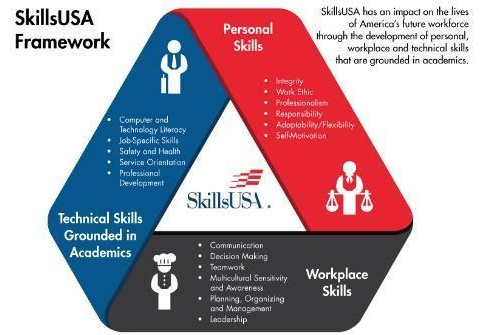 SkillsUSA
Framework
SkillsUSA has an impact on the lives
of America's future workforce
through the development of personal,
workplace and technical skills
that are grounded in academics.
Personal
Skills
• Integrity
• Work Ethic
• Professionalism
• Responsibility
• Adaptability/Flexibility
• Self-Motivation
• Computer and
Technology Literacy
• Job-Specific Skills
• Safety and Health
• Service Orientation
• Professional
Development
SkillsUSA®
Technical Skills
Grounded in
Academics
• Communication
• Decision Making
• Teamwork
• Multicultural Sensitivity
and Awareness
• Planning, Organizing
and Management
• Leadership
Workplace
Skills